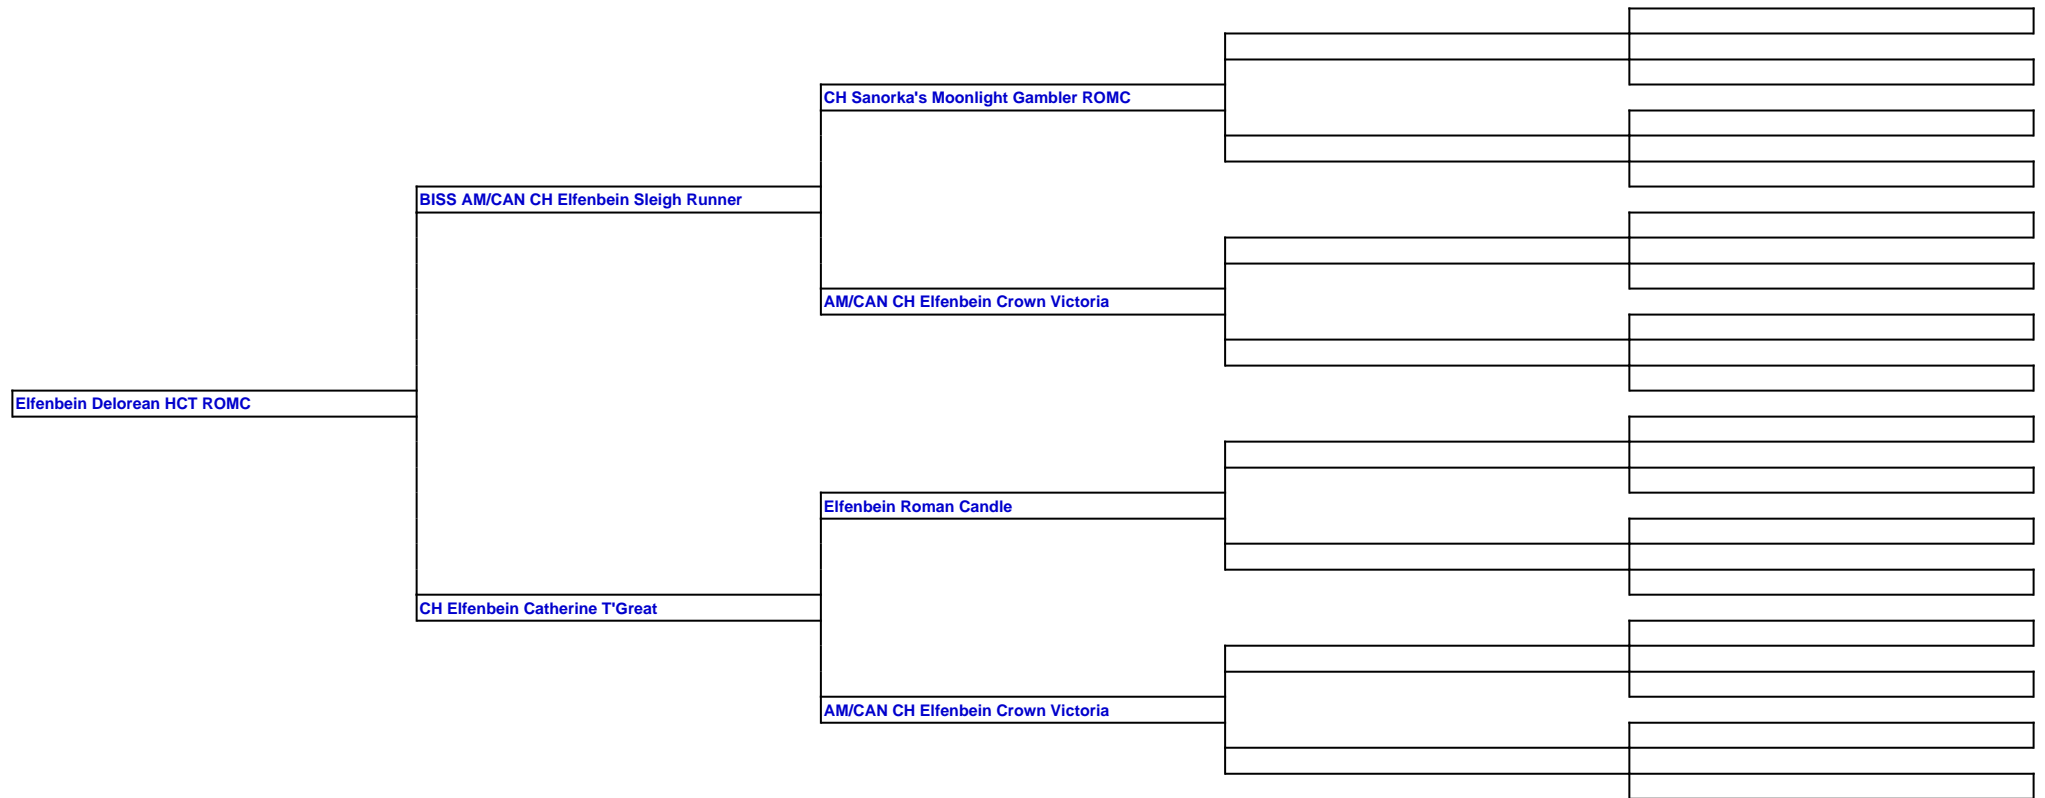 CH Sanorka's Moonlight Gambler ROMC
BISS AM/CAN CH Elfenbein Sleigh Runner
AM/CAN CH Elfenbein Crown Victoria
Elfenbein Delorean HCT ROMC
Elfenbein Roman Candle
CH Elfenbein Catherine T'Great
AM/CAN CH Elfenbein Crown Victoria